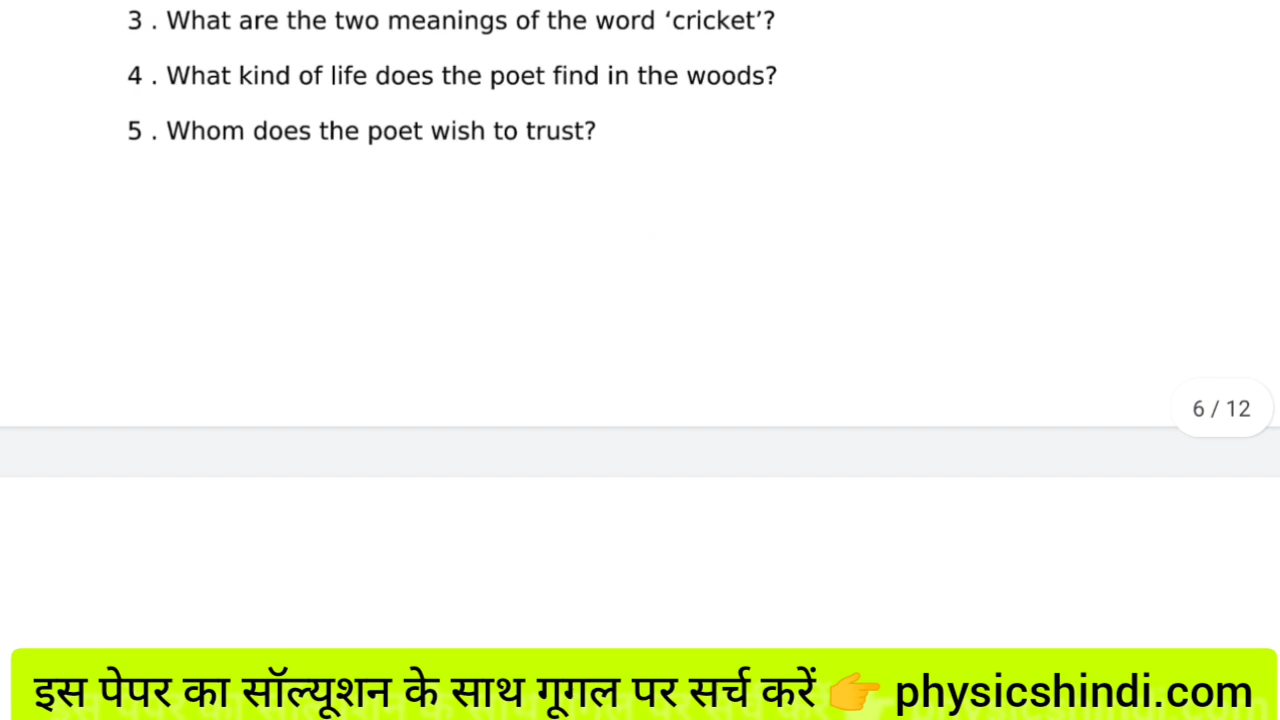 3 . What are the two meanings of the word ‘cricket’?
4 . What kind of life does the poet find in the woods?
5 . Whom does the poet wish to trust?
6 / 12
इस पेपर का सॉल्यूशन के साथ गूगल पर सर्च करें 👉 physicshindi.com